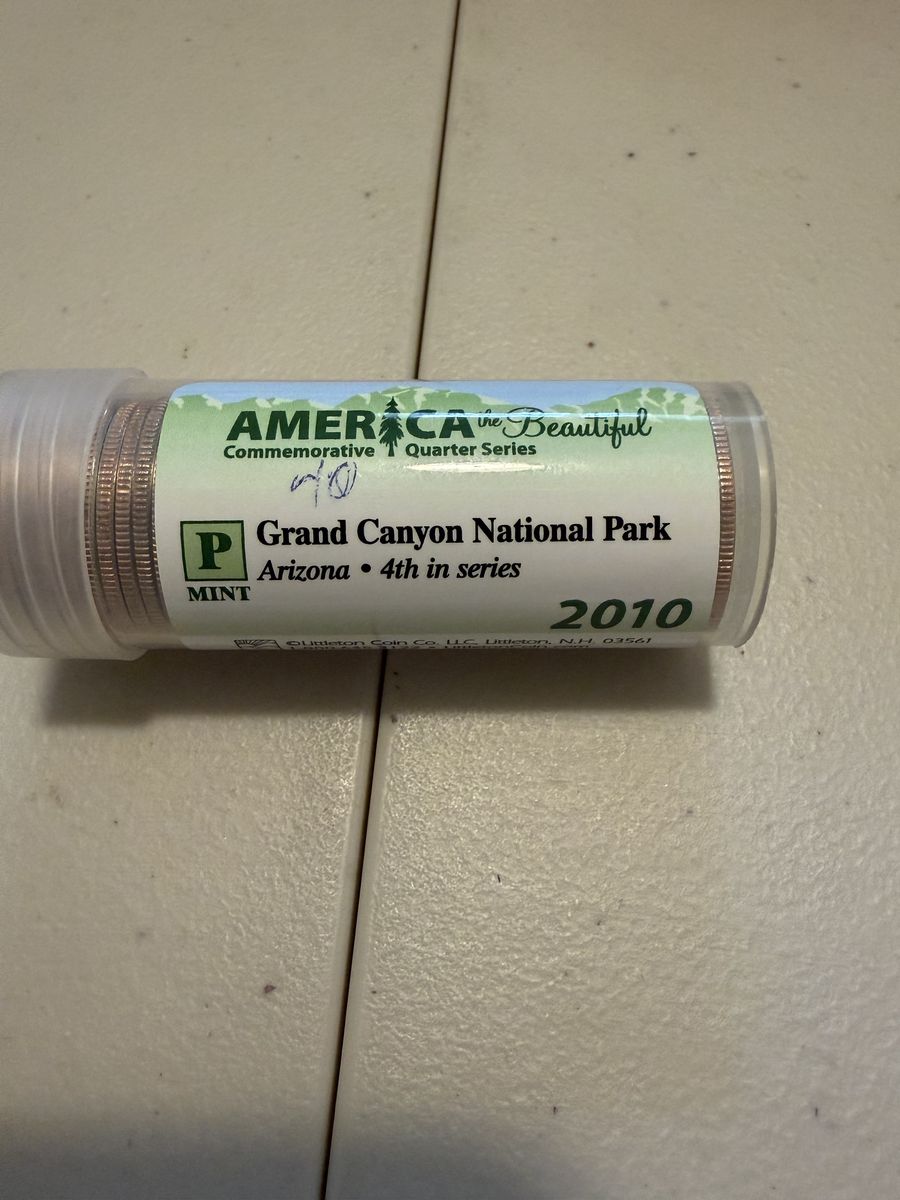 AMERICA the Beautiful
Commemorative Quarter Series
40
P
MINT
Grand Canyon National Park
Arizona • 4th in series
2010
©Littleton Coin Co. LLC, Littleton, N.H. 03561